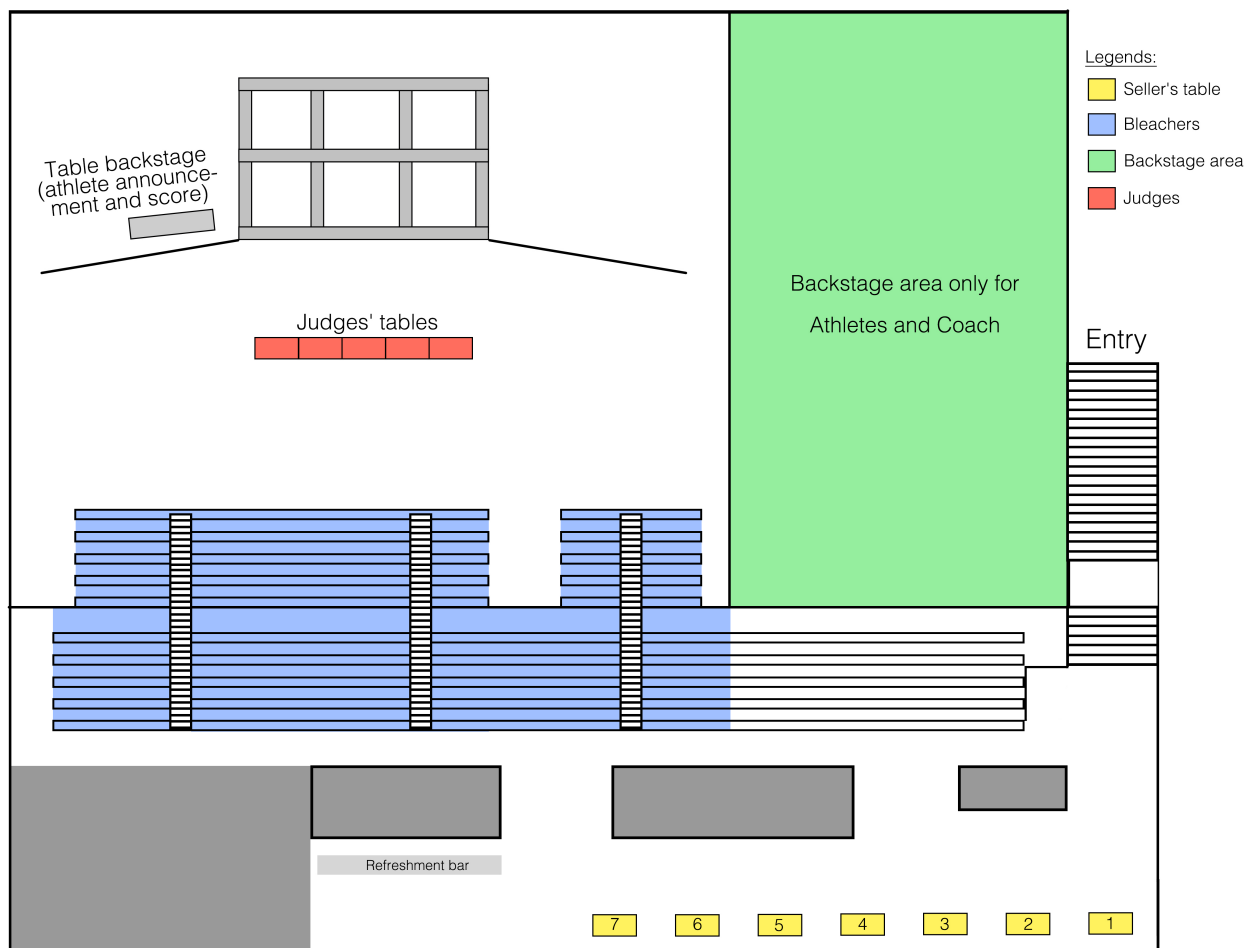 Legends:
Seller's table
Bleachers
Backstage area
Judges
Table backstage
(athlete announce-
ment and score)
Backstage area only for
Athletes and Coach
Judges' tables
Entry
Refreshment bar
7
6
5
4
3
2
1